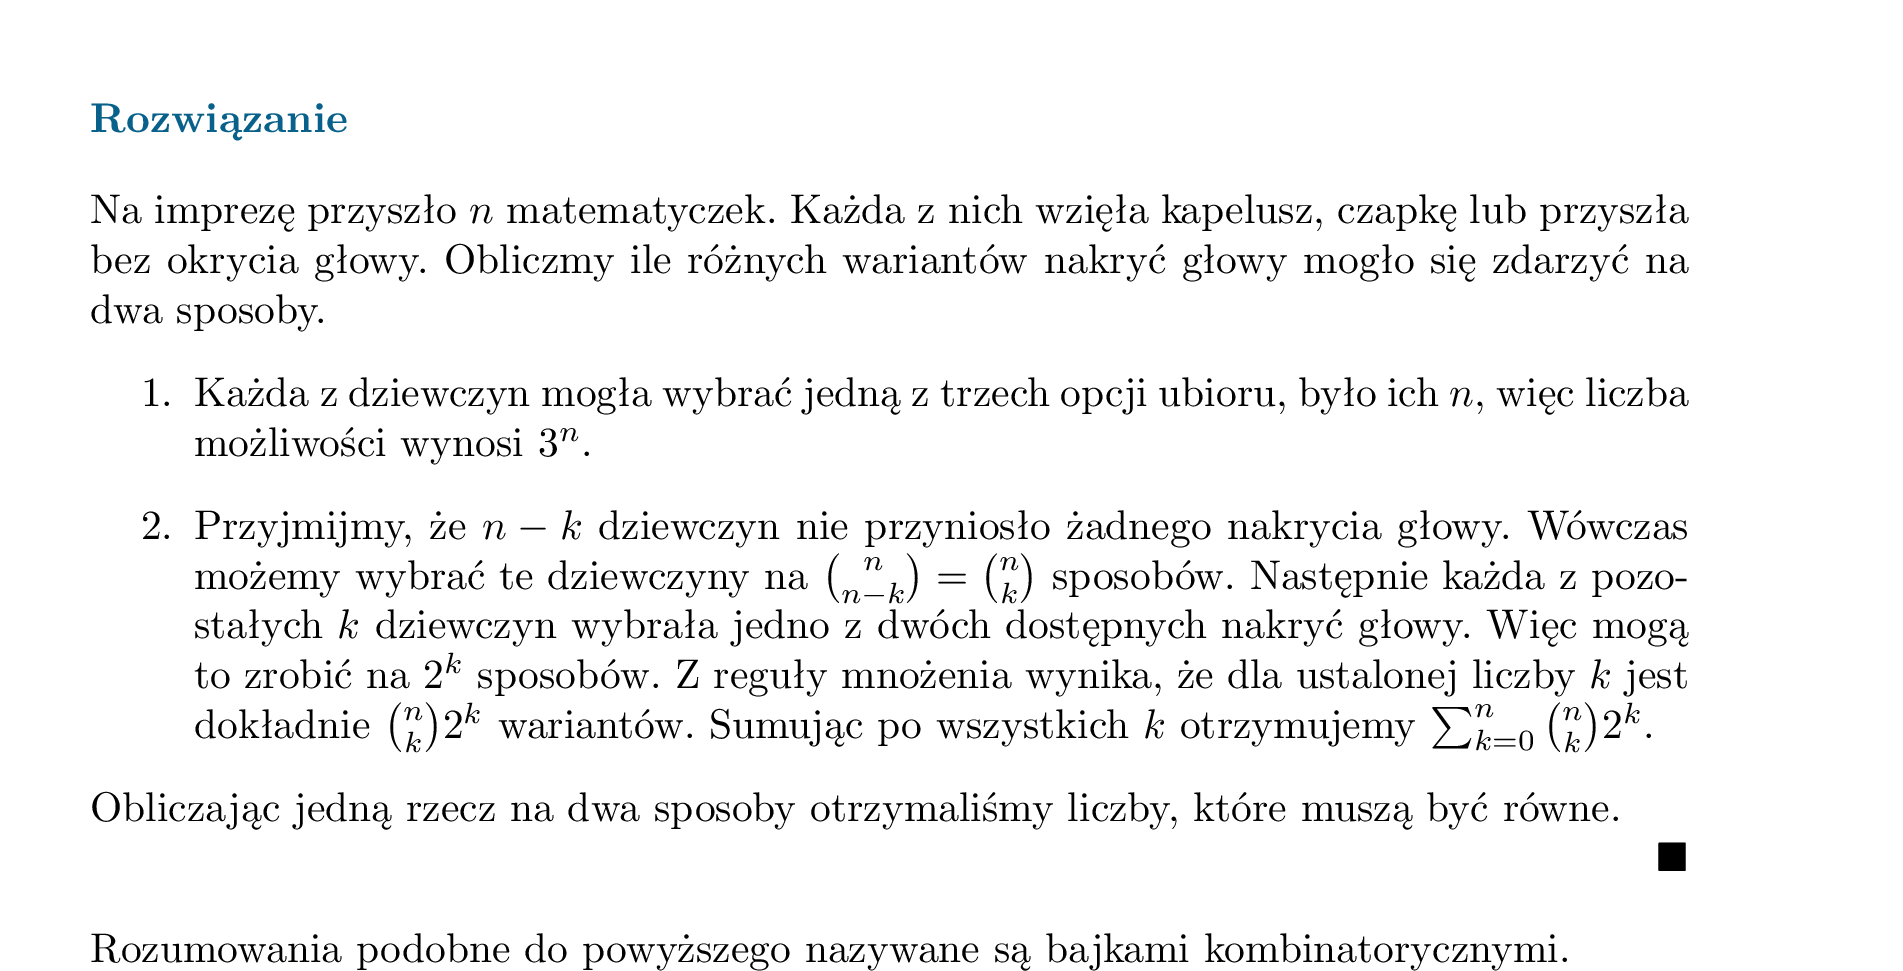 Rozwiązanie
Na imprezę przyszło n matematyczek. Każda z nich wzięła kapelusz, czapkę lub przyszła
bez okrycia głowy. Obliczmy ile różnych wariantów nakryć głowy mogło się zdarzyć na
dwa sposoby.
1. Każda z dziewczyn mogła wybrać jedną z trzech opcji ubioru, było ich n, więc liczba
możliwości wynosi $3^n$.
2. Przyjmijmy, że $n - k$ dziewczyn nie przyniosło żadnego nakrycia głowy. Wówczas
możemy wybrać te dziewczyny na $\binom{n}{n-k} = \binom{n}{k}$ sposobów. Następnie każda z pozo-
stałych k dziewczyn wybrała jedno z dwóch dostępnych nakryć głowy. Więc mogą
to zrobić na $2^k$ sposobów. Z reguły mnożenia wynika, że dla ustalonej liczby k jest
dokładnie $\binom{n}{k}2^k$ wariantów. Sumując po wszystkich k otrzymujemy $\sum_{k=0}^{n} \binom{n}{k}2^k$.
Obliczając jedną rzecz na dwa sposoby otrzymaliśmy liczby, które muszą być równe.
■
Rozumowania podobne do powyższego nazywane są bajkami kombinatorycznymi.